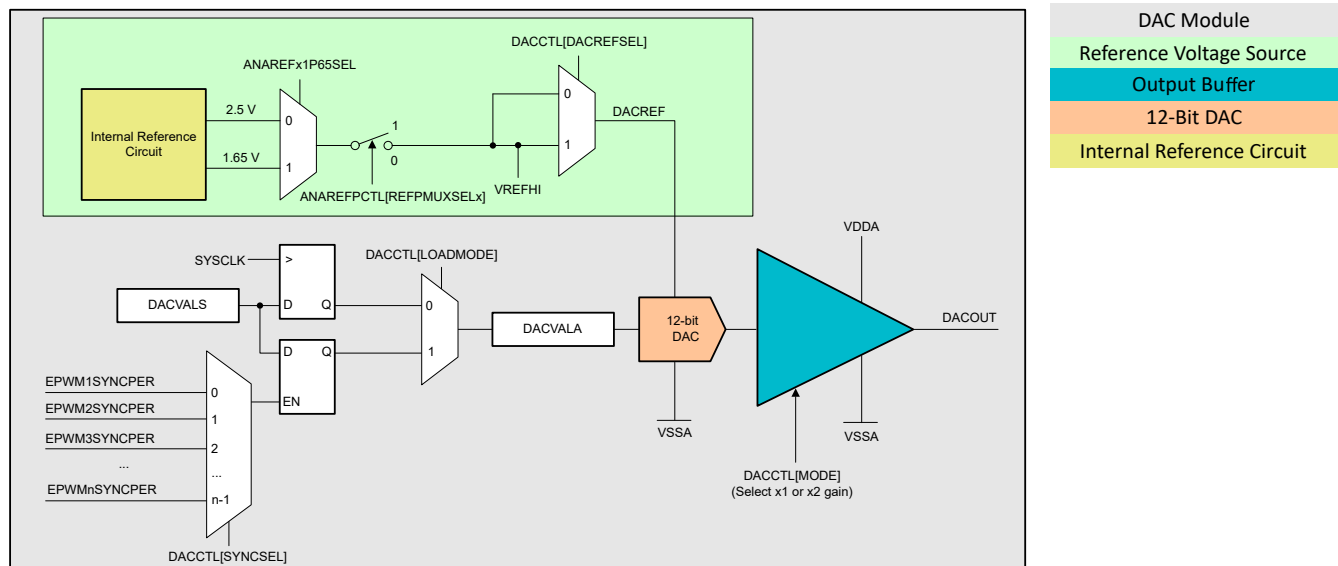 DACCTL[DACREFSEL]
ANAREFx1P65SEL
Internal Reference
Circuit
2.5 V
1.65 V
0
1
1
0
ANAREFPCTL[REFPMUXSELx]
VREFHI
0
1
DACREF
SYSCLK
>
D
Q
DACVALS
D
Q
EN
DACCTL[LOADMODE]
0
1
DACVALA
12-bit
DAC
VSSA
VDDA
VSSA
DACOUT
DACCTL[MODE]
(Select x1 or x2 gain)
EPWM1SYNCPER
EPWM2SYNCPER
EPWM3SYNCPER
...
EPWMnSYNCPER
0
1
2
...
n-1
DACCTL[SYNCSEL]
DAC Module
Reference Voltage Source
Output Buffer
12-Bit DAC
Internal Reference Circuit